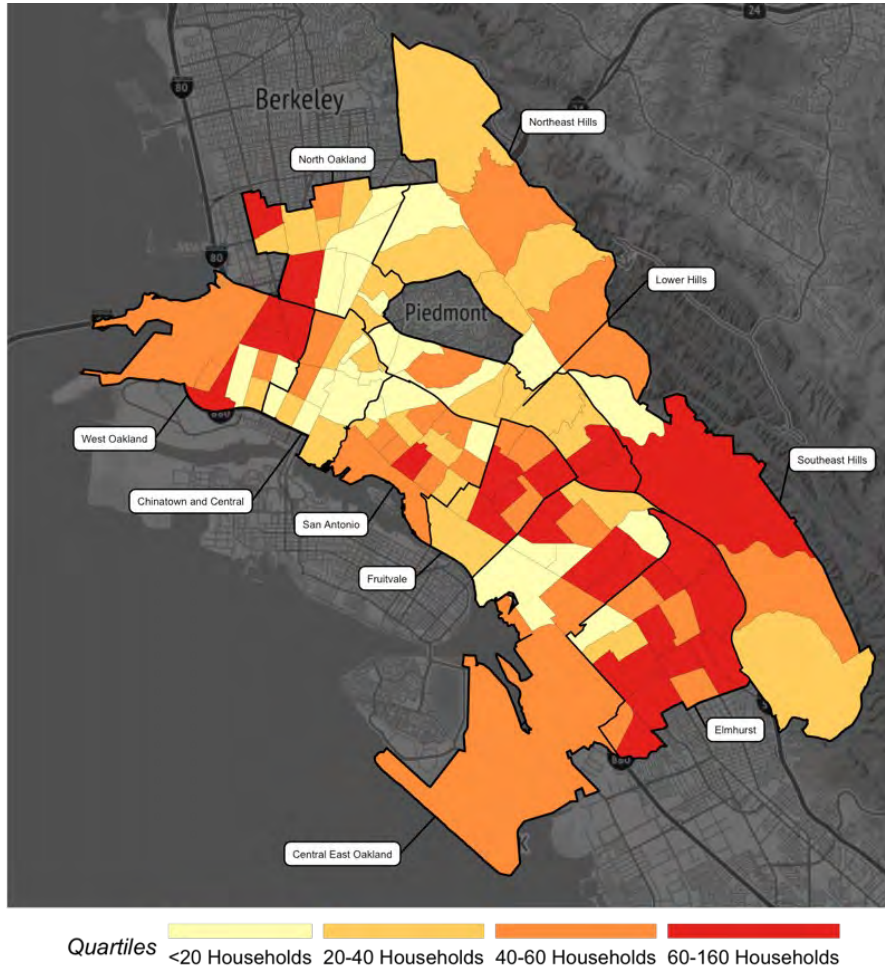 24
80
Berkeley
Northeast Hills
North Oakland
80
Lower Hills
Piedmont
West Oakland
Southeast Hills
Chinatown and Central
San Antonio
Fruitvale
Elmhurst
880
Central East Oakland
Quartiles
<20 Households 20-40 Households 40-60 Households 60-160 Households